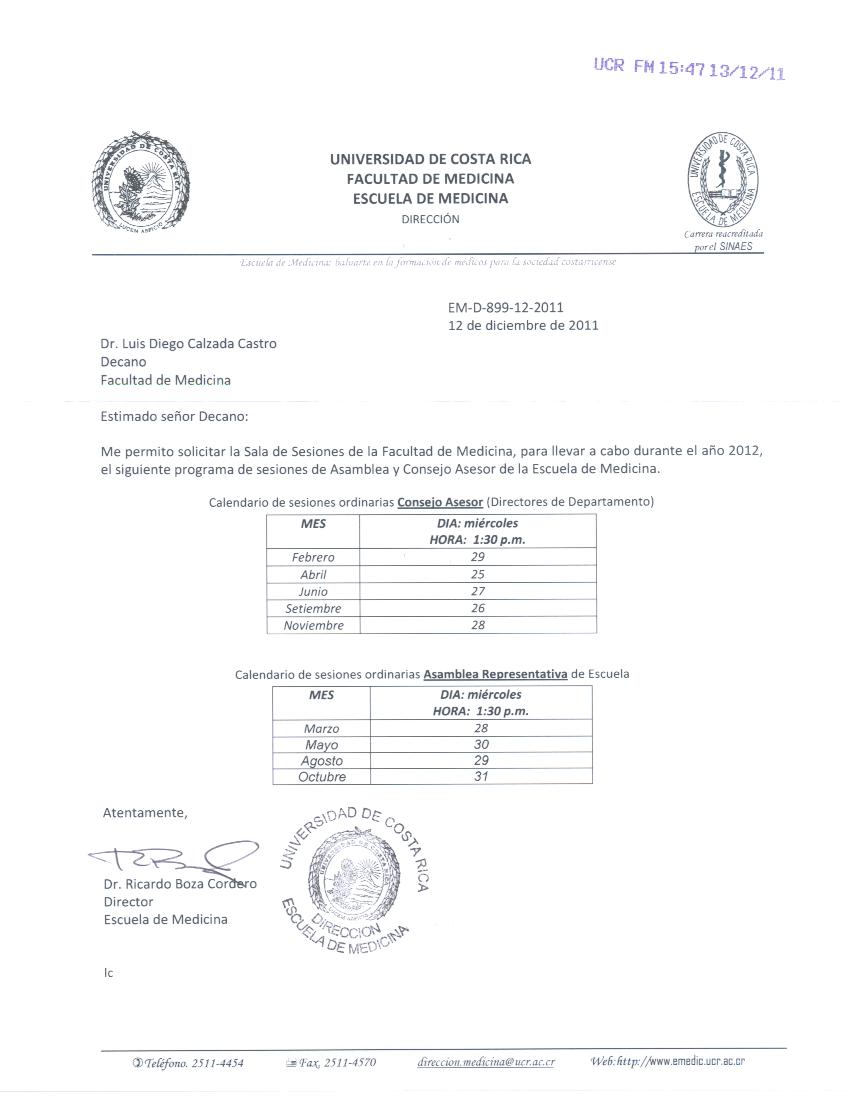 UCR FM 15:47 13/12/11
UNIVERSIDAD DE COSTA RICA
LUCEM ASPICIO
UNIVERSIDAD DE COSTA RICA
FACULTAD DE MEDICINA
ESCUELA DE MEDICINA
DIRECCIÓN
UNIVERSIDAD DE COSTA RICA
ESCUELA DE MEDICINA
Carrera reacreditada
por el SINAES
Escuela de Medicina: baluarte en la formación de médicos para la sociedad costarricense
EM-D-899-12-2011
12 de diciembre de 2011
Dr. Luis Diego Calzada Castro
Decano
Facultad de Medicina
Estimado señor Decano:
Me permito solicitar la Sala de Sesiones de la Facultad de Medicina, para llevar a cabo durante el año 2012,
el siguiente programa de sesiones de Asamblea y Consejo Asesor de la Escuela de Medicina.
Calendario de sesiones ordinarias Consejo Asesor (Directores de Departamento)
MES DIA: miércoles
HORA: 1:30 p.m.
Febrero 29
Abril 25
Junio 27
Setiembre 26
Noviembre 28
Calendario de sesiones ordinarias Asamblea Representativa de Escuela
MES DIA: miércoles
HORA: 1:30 p.m.
Marzo 28
Mayo 30
Agosto 29
Octubre 31
Atentamente,
Dr. Ricardo Boza Cordero
Director
Escuela de Medicina
UNIVERSIDAD DE COSTA RICA
DIRECCION
ESCUELA DE MEDICINA
lc
Teléfono. 2511-4454 Fax, 2511-4570 direccion.medicina@ucr.ac.cr Web:http://www.emedic.ucr.ac.cr